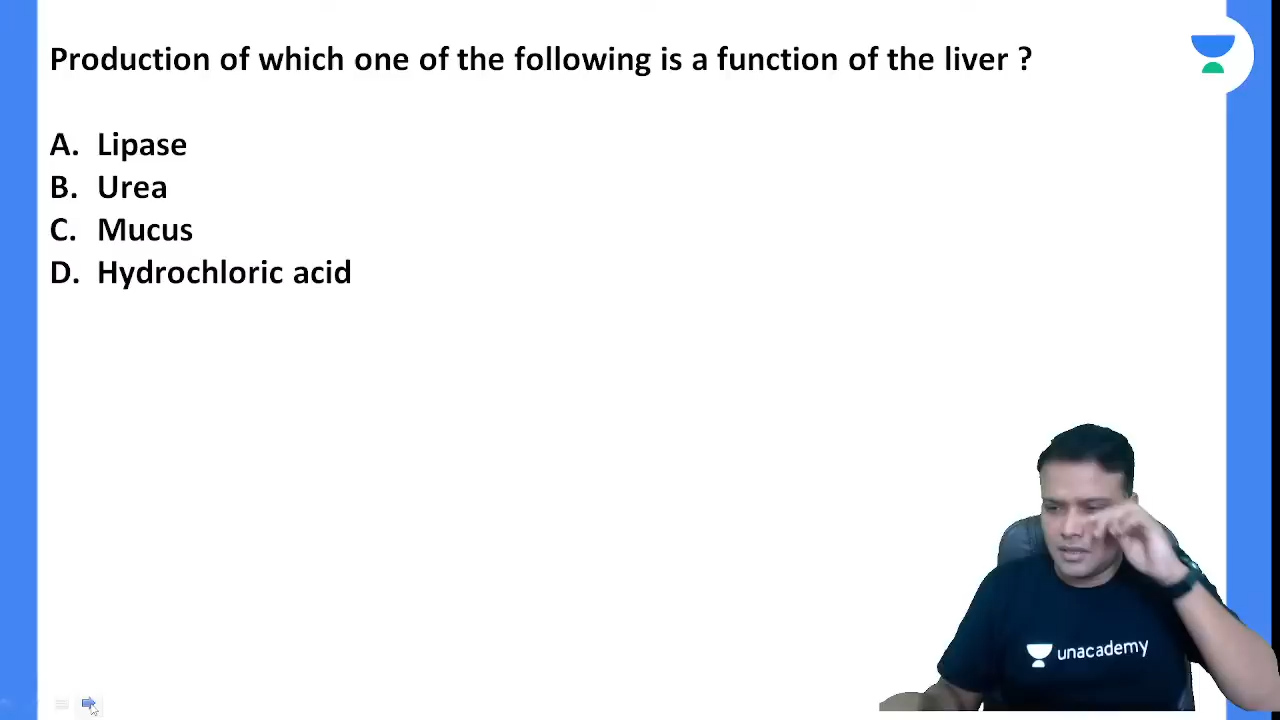 Production of which one of the following is a function of the liver ?
A. Lipase
B. Urea
C. Mucus
D. Hydrochloric acid
unacademy